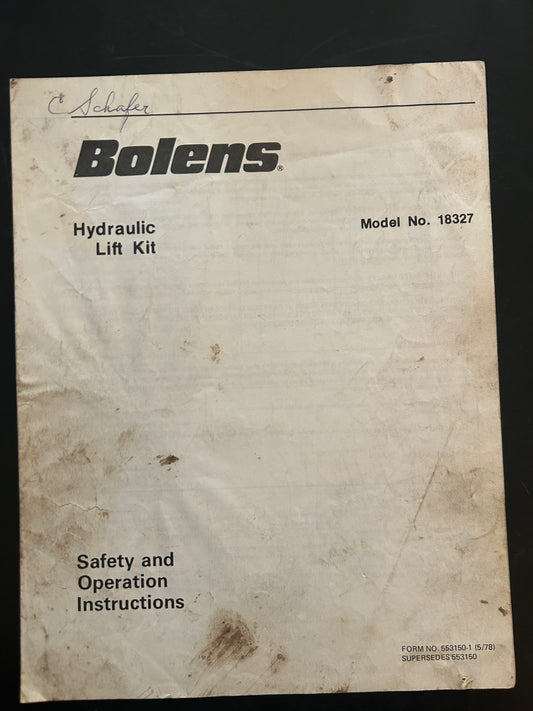 C Schafer
Bolens®
Hydraulic
Lift Kit
Model No. 18327
Safety and
Operation
Instructions
FORM NO. 553150-1 (5/78)
SUPERSEDES 553150